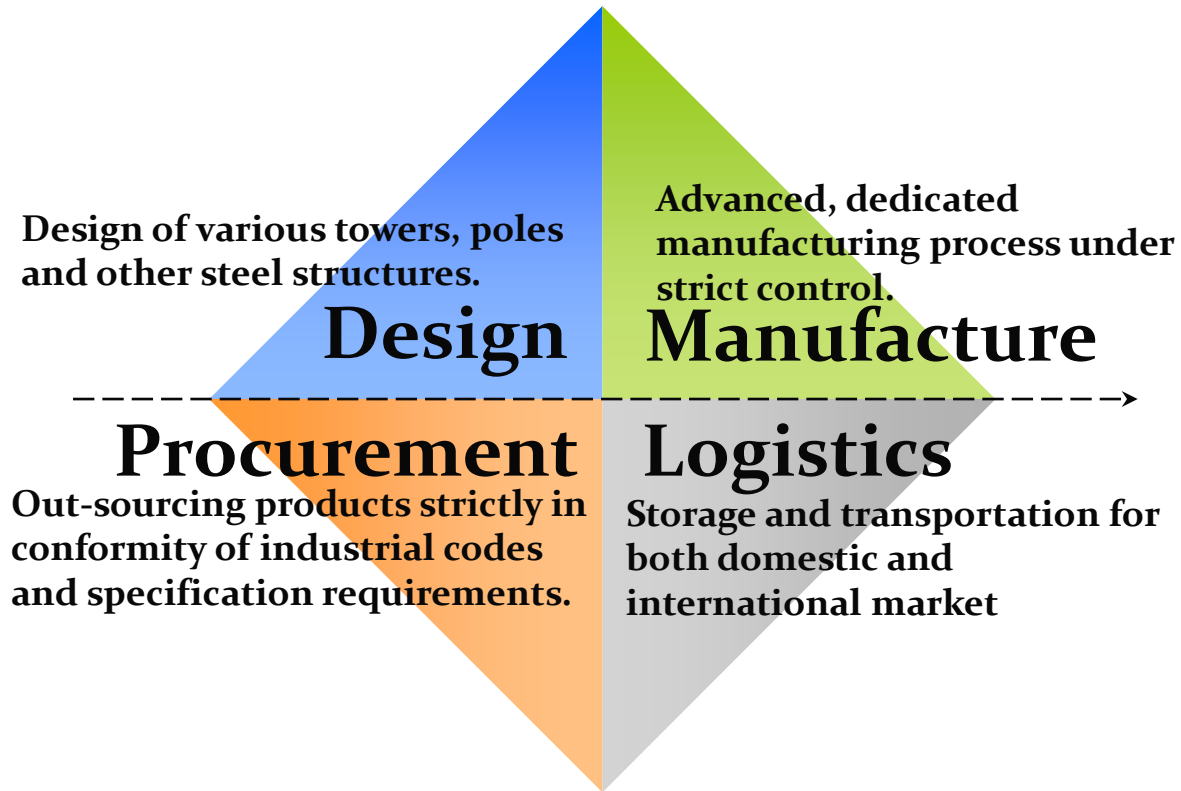 Design of various towers, poles
and other steel structures.
Design
Advanced, dedicated
manufacturing process under
strict control.
Manufacture
Procurement
Out-sourcing products strictly in
conformity of industrial codes
and specification requirements.
Logistics
Storage and transportation for
both domestic and
international market